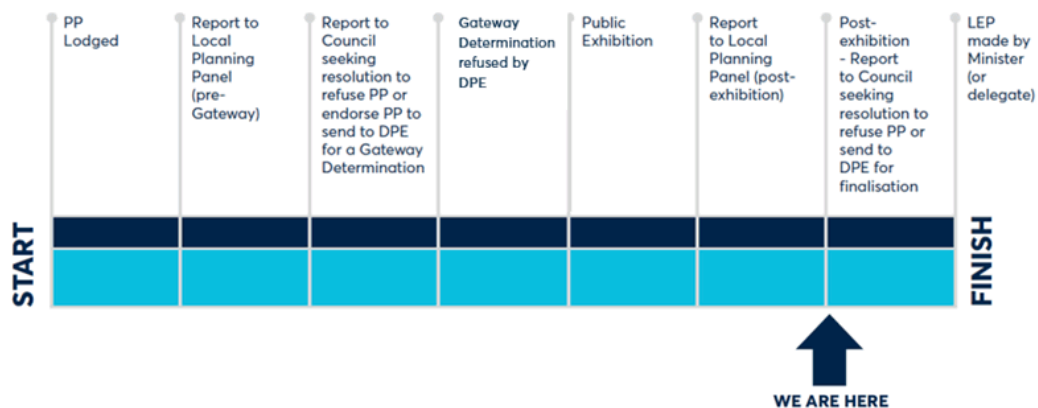 PP
Lodged
Report to
Local
Planning
Panel
(pre-
Gateway)
Report to
Council
seeking
resolution to
refuse PP or
endorse PP to
send to DPE
for a Gateway
Determination
Gateway
Determination
refused by
DPE
Public
Exhibition
Report
to Local
Planning
Panel (post-
exhibition)
Post-
exhibition
- Report
to Council
seeking
resolution to
refuse PP or
send to
DPE for
finalisation
LEP
made by
Minister
(or
delegate)
START
FINISH
WE ARE HERE